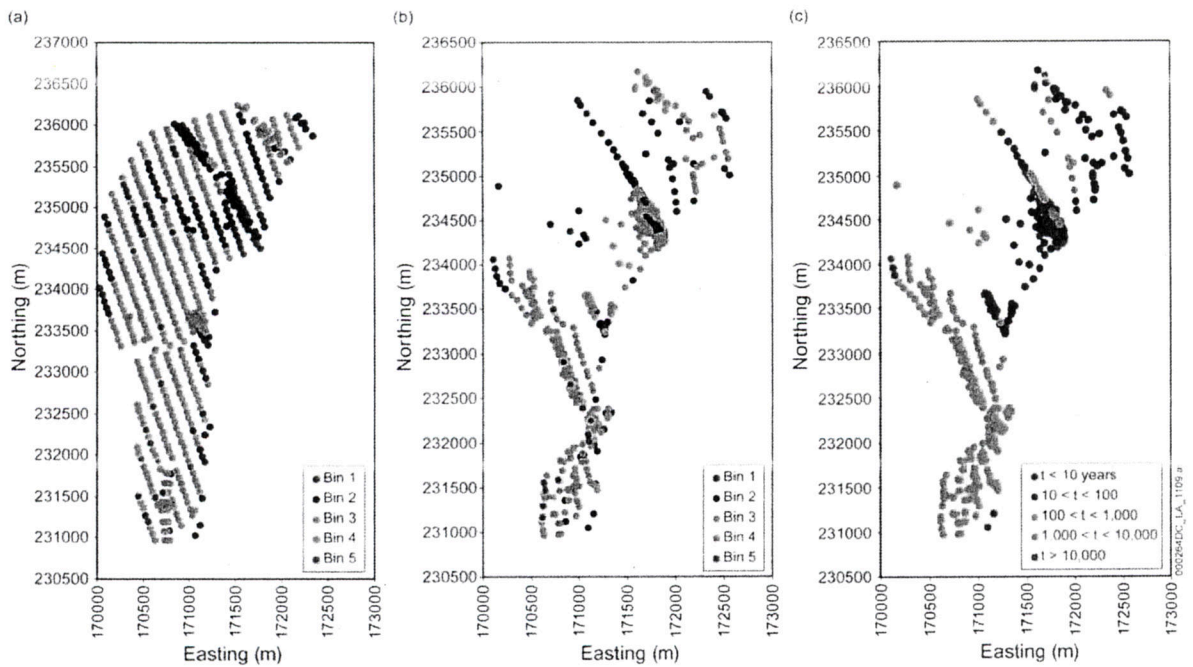 (a)
237000
236500
236000
235500
235000
234500
234000
233500
233000
232500
232000
231500
231000
230500
Northing (m)
170000
170500
171000
171500
172000
172500
173000
Easting (m)
Bin 1
Bin 2
Bin 3
Bin 4
Bin 5
(b)
236500
236000
235500
235000
234500
234000
233500
233000
232500
232000
231500
231000
230500
Northing (m)
170000
170500
171000
171500
172000
172500
173000
Easting (m)
Bin 1
Bin 2
Bin 3
Bin 4
Bin 5
(c)
236500
236000
235500
235000
234500
234000
233500
233000
232500
232000
231500
231000
230500
Northing (m)
170000
170500
171000
171500
172000
172500
173000
Easting (m)
t < 10 years
10 < t < 100
100 < t < 1,000
1,000 < t < 10,000
t > 10,000
000264DC_LA_1109.a